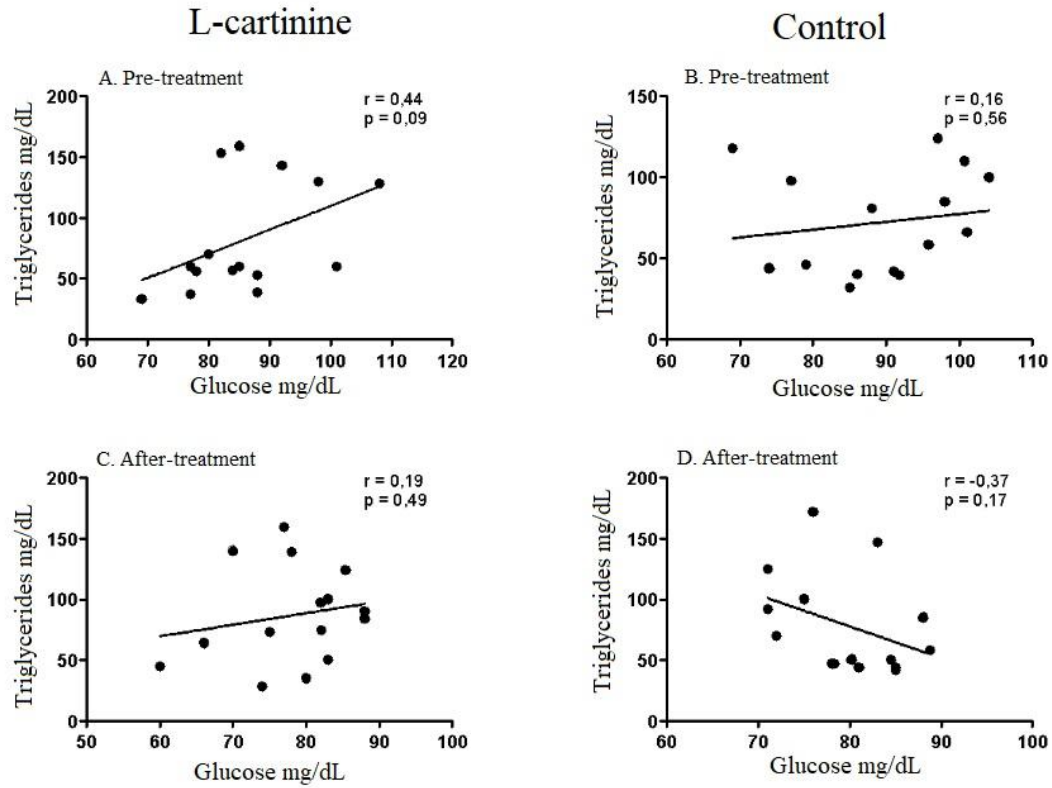 L-cartinine
Control
A. Pre-treatment
r = 0,44
p = 0,09
Triglycerides mg/dL
200
150
100
50
0
60 70 80 90 100 110 120
Glucose mg/dL
B. Pre-treatment
r = 0,16
p = 0,56
Triglycerides mg/dL
150
100
50
0
60 70 80 90 100 110
Glucose mg/dL
C. After-treatment
r = 0,19
p = 0,49
Triglycerides mg/dL
200
150
100
50
0
50 60 70 80 90 100
Glucose mg/dL
D. After-treatment
r = -0,37
p = 0,17
Triglycerides mg/dL
200
150
100
50
0
60 70 80 90 100
Glucose mg/dL